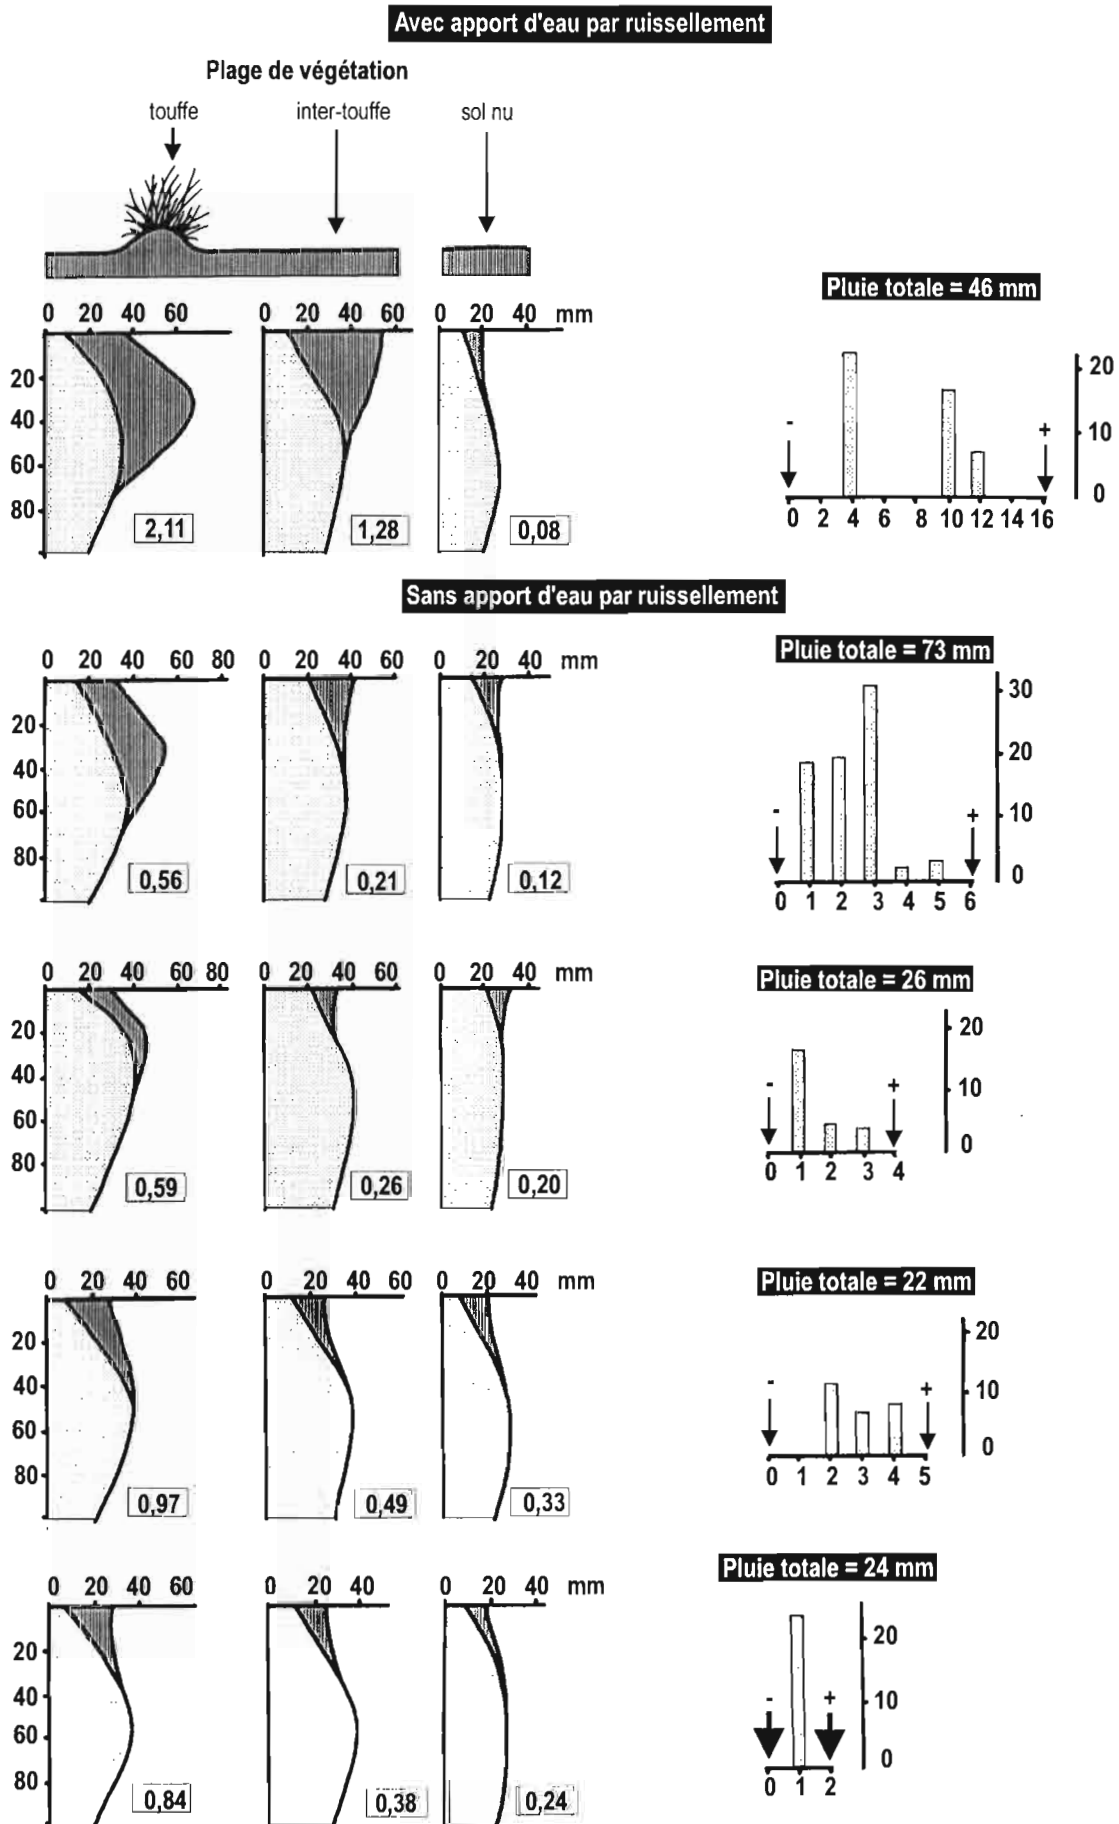 Avec apport d'eau par ruissellement
Plage de végétation
touffe inter-touffe sol nu
Pluie totale = 46 mm
0 20 40 60 0 20 40 60 0 20 40 mm
20
40
60
80
2,11 1,28 0,08
- +
20
10
0
0 2 4 6 8 10 12 14 16
Sans apport d'eau par ruissellement
Pluie totale = 73 mm
0 20 40 60 80 0 20 40 60 0 20 40 mm
20
40
60
80
0,56 0,21 0,12
- +
30
20
10
0
0 1 2 3 4 5 6
Pluie totale = 26 mm
0 20 40 60 80 0 20 40 60 0 20 40 mm
20
40
60
80
0,59 0,26 0,20
- +
20
10
0
0 1 2 3 4
Pluie totale = 22 mm
0 20 40 60 0 20 40 60 0 20 40 mm
20
40
60
80
0,97 0,49 0,33
- +
20
10
0
0 1 2 3 4 5
Pluie totale = 24 mm
0 20 40 60 0 20 40 0 20 40 mm
20
40
60
80
0,84 0,38 0,24
- +
20
10
0
0 1 2